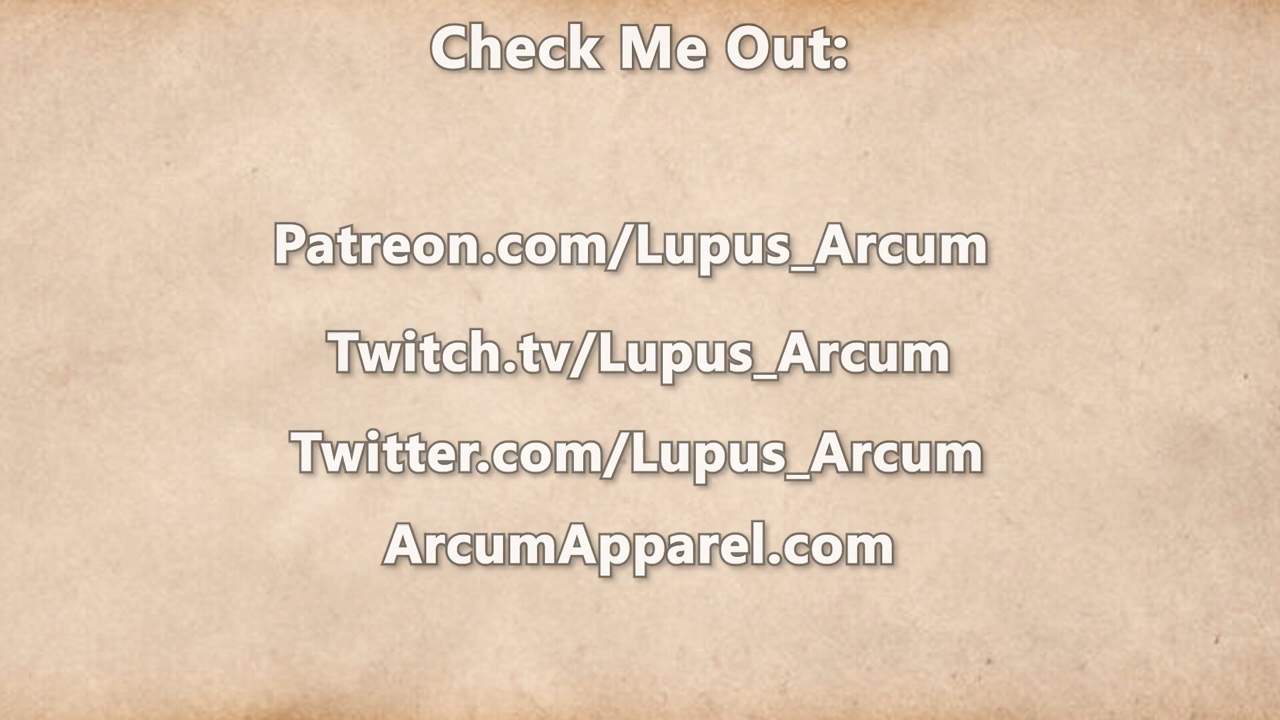 Check Me Out:
Patreon.com/Lupus_Arcum
Twitch.tv/Lupus_Arcum
Twitter.com/Lupus_Arcum
ArcumApparel.com